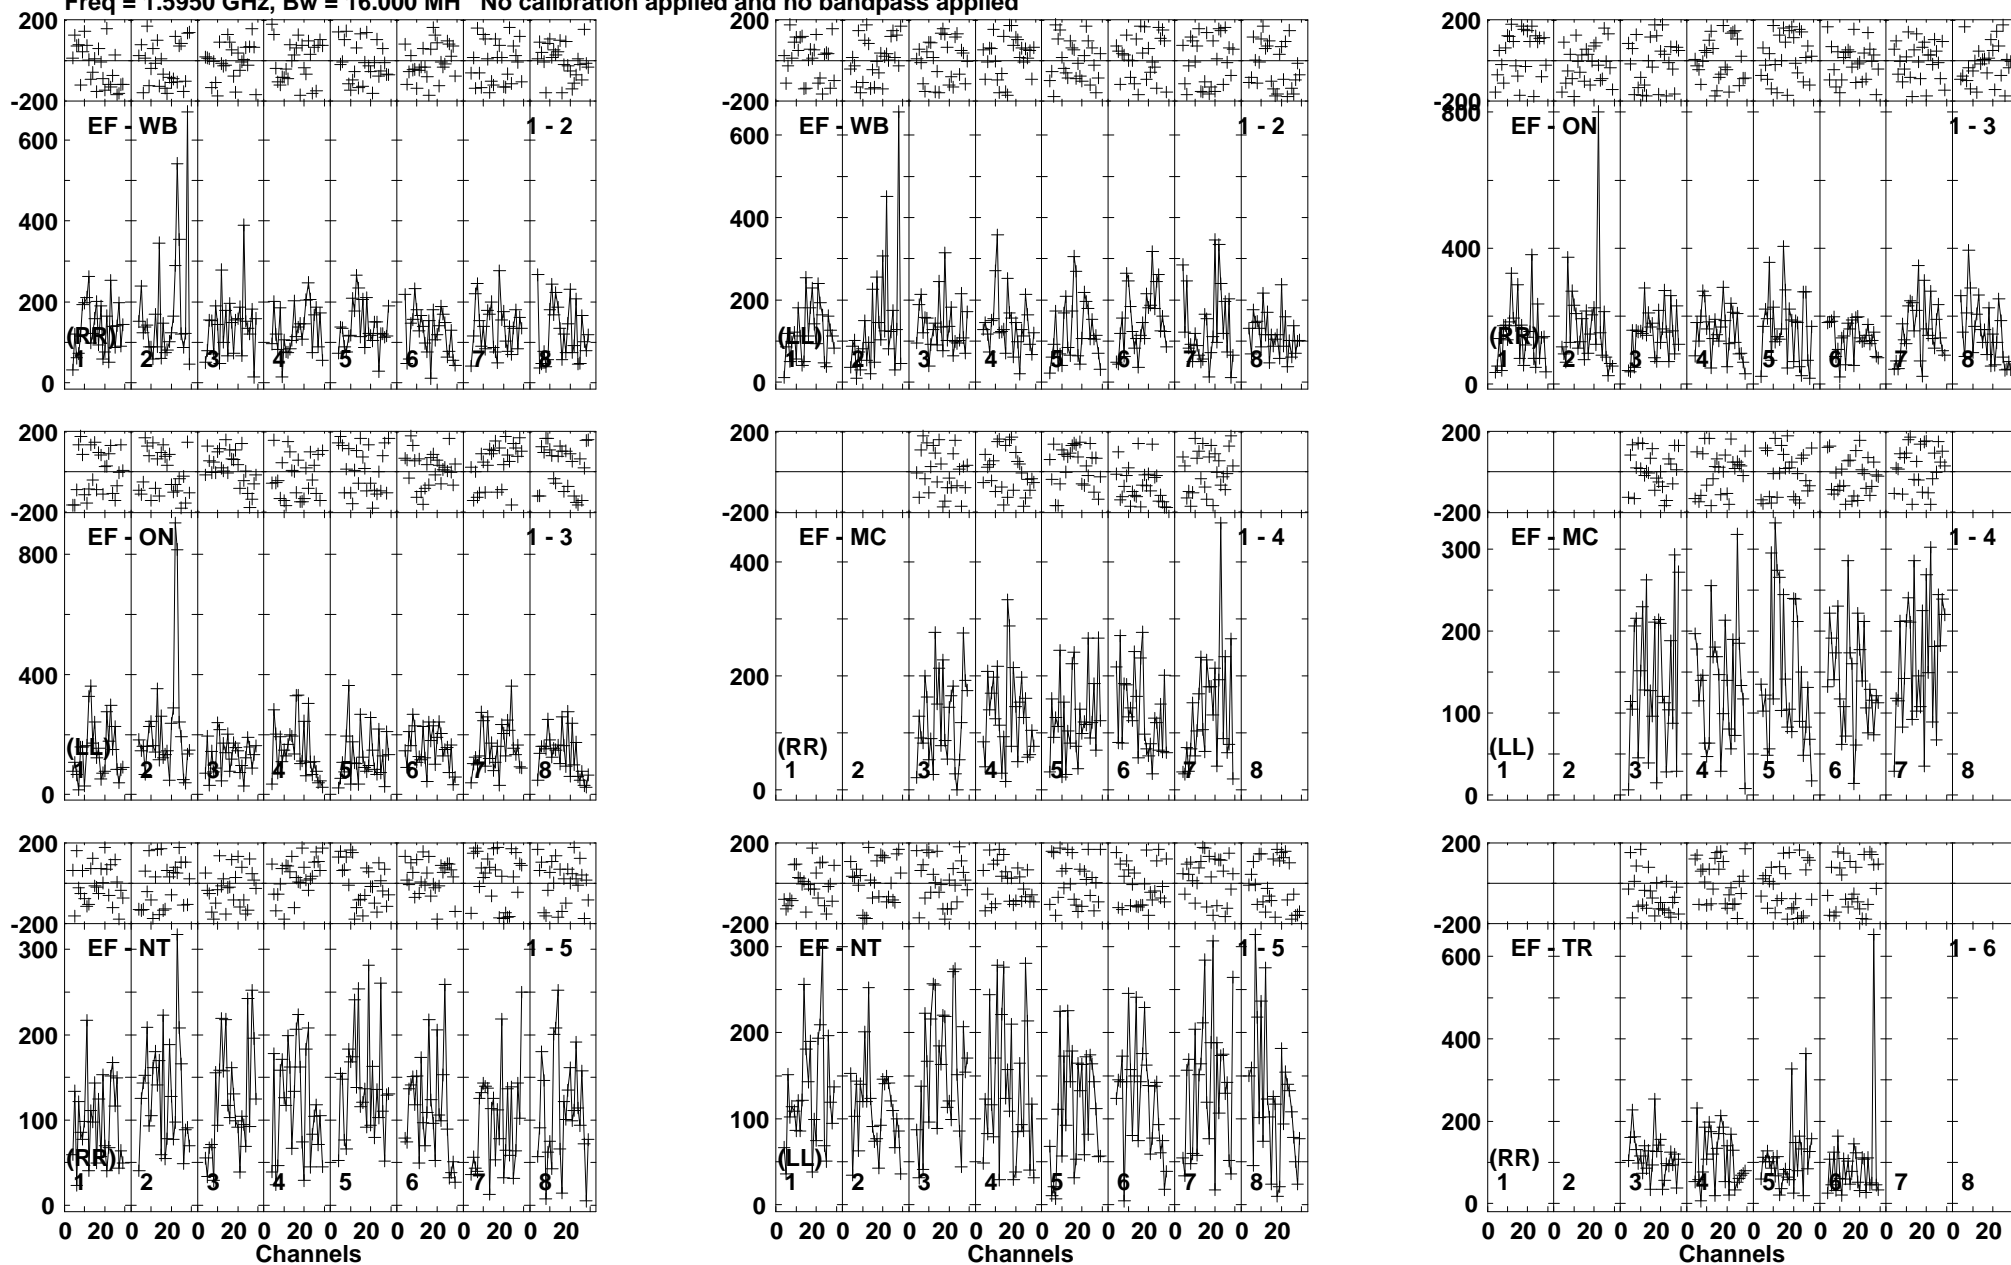 Freq = 1.5950 GHz, Bw = 16.000 MH No calibration applied and no bandpass applied
200 200 200
-200 -200 -200
EF - WB 1 - 2 EF - WB 1 - 2 EF - ON 1 - 3
800
600 600
400 400 400
200 200
(RR) (LL) (RR)
1 2 3 4 5 6 7 8 1 2 3 4 5 6 7 8 1 2 3 4 5 6 7 8
0 0 0
200 200 200
-200 -200
EF - ON 1 - 3 EF - MC 1 - 4 EF - MC 1 - 4
800 400 300
400 200 200
100
(LL) (RR) (LL)
1 2 3 4 5 6 7 8 1 2 3 4 5 6 7 8 1 2 3 4 5 6 7 8
0 0 0
200 200 200
-200 -200 -200
EF - NT 1 - 5 EF - NT 1 - 5 EF - TR 1 - 6
300 300 600
200 200 400
100 100 200
(RR) (LL) (RR)
1 2 3 4 5 6 7 8 1 2 3 4 5 6 7 8 1 2 3 4 5 6 7 8
0 0 0
0 20 0 20 0 20 0 20 0 20 0 20 0 20 0 20 0 20 0 20 0 20 0 20 0 20 0 20 0 20 0 20 0 20 0 20 0 20 0 20 0 20 0 20 0 20 0 20
Channels Channels Channels